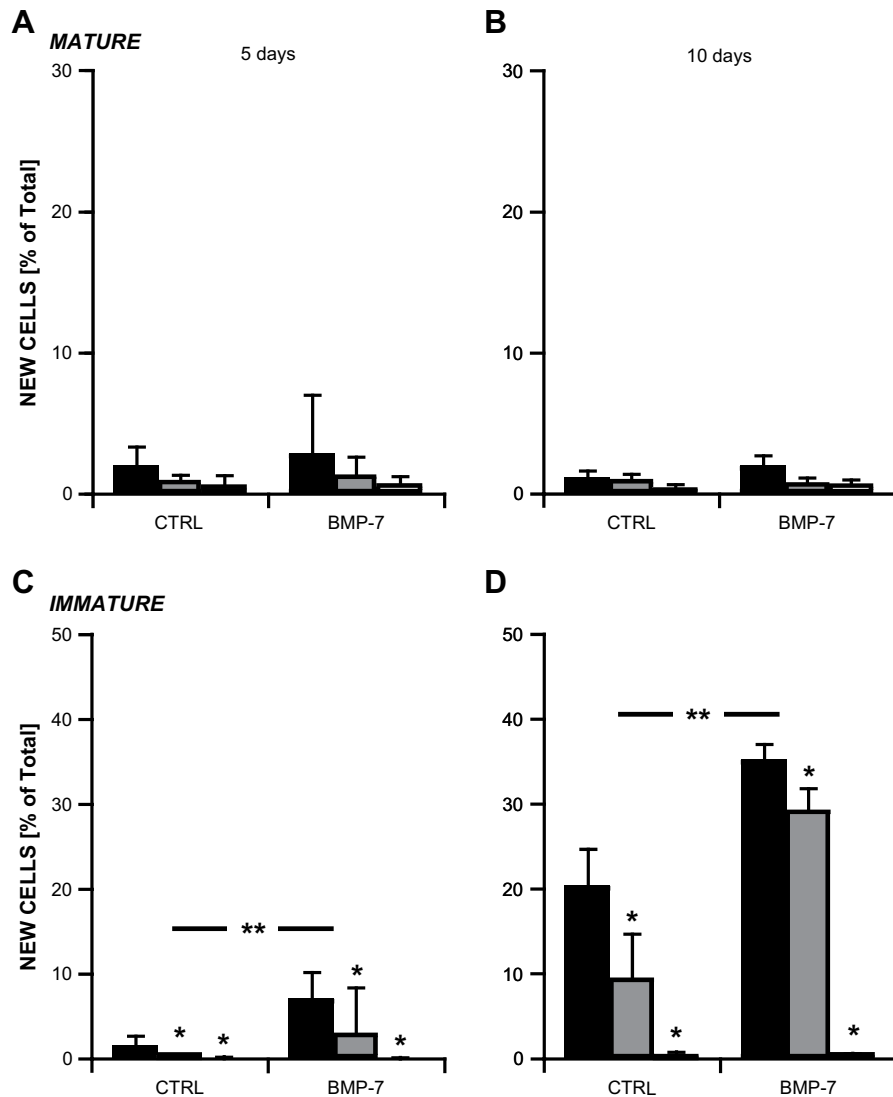 A
MATURE
5 days
NEW CELLS [% of Total]
30
20
10
0
CTRL
BMP-7
B
10 days
30
20
10
0
CTRL
BMP-7
C
IMMATURE
NEW CELLS [% of Total]
50
40
30
20
10
0
**
* * * *
CTRL
BMP-7
D
50
40
30
20
10
0
**
* * * *
CTRL
BMP-7